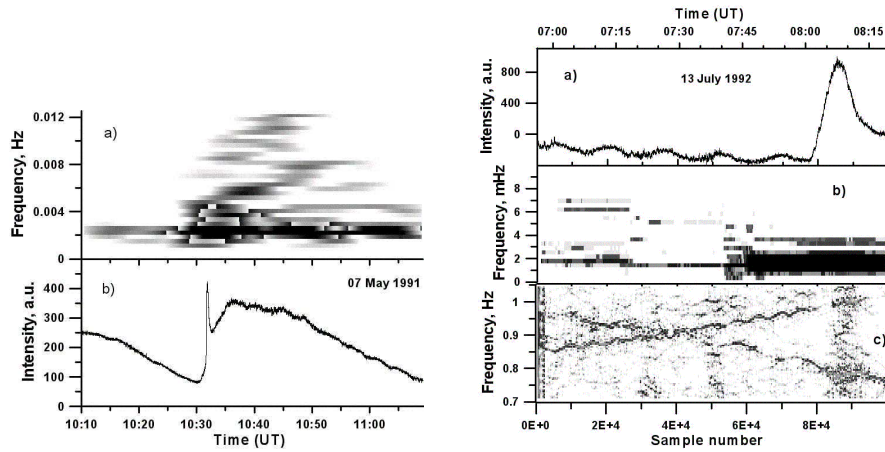 a)
Frequency, Hz
0.012
0.008
0.004
0
b)
07 May 1991
Intensity, a.u.
500
400
300
200
100
0
10:10 10:20 10:30 10:40 10:50 11:00
Time (UT)
Time (UT)
07:00 07:15 07:30 07:45 08:00 08:15
a)
13 July 1992
Intensity, a.u.
800
400
0
b)
Frequency, mHz
8
6
4
2
0
c)
Frequency, Hz
1
0.9
0.8
0.7
0E+0 2E+4 4E+4 6E+4 8E+4
Sample number